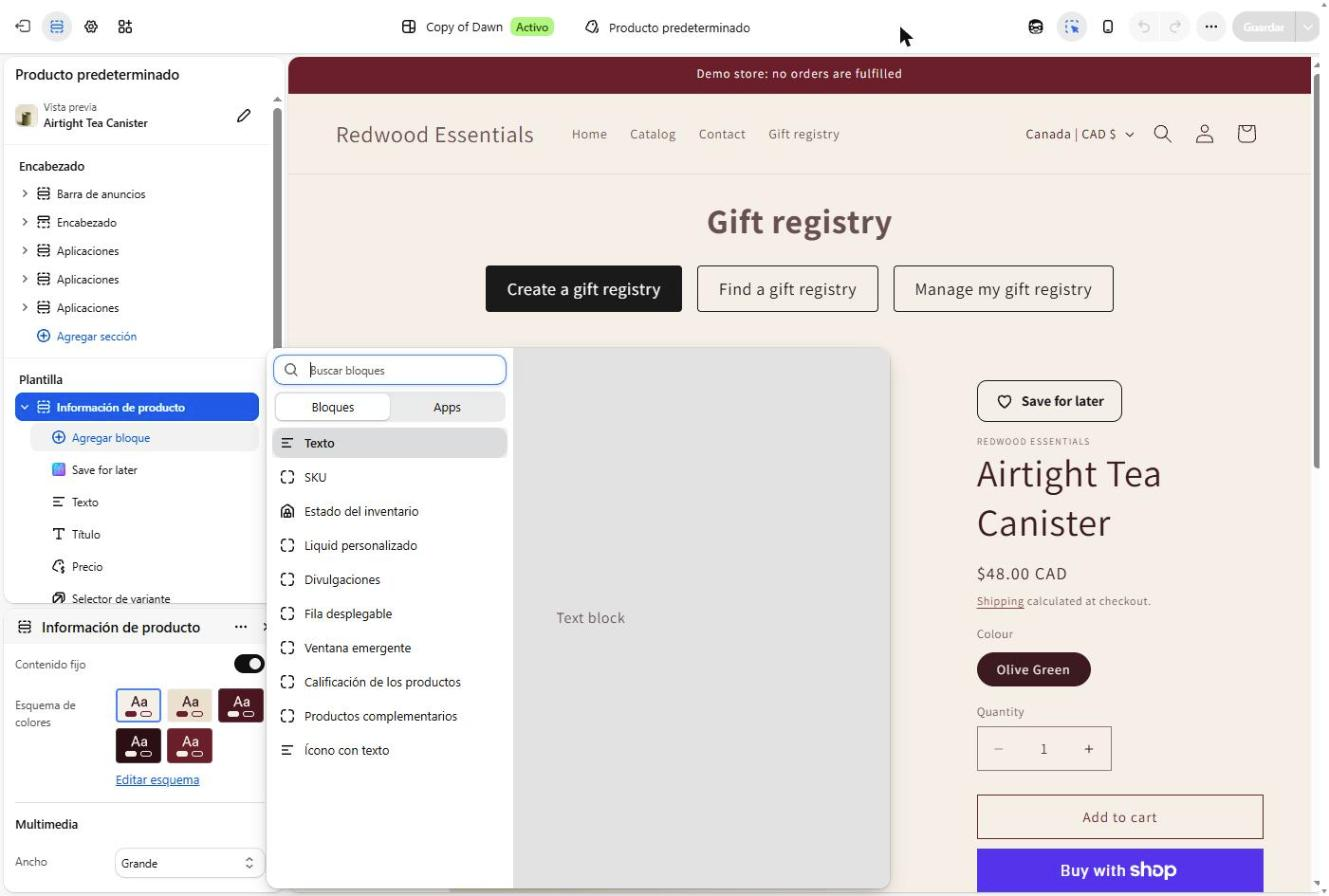 Copy of Dawn
Activo
Producto predeterminado
Guardar
Producto predeterminado
Vista previa
Airtight Tea Canister
Encabezado
Barra de anuncios
Encabezado
Aplicaciones
Aplicaciones
Aplicaciones
Agregar sección
Plantilla
Información de producto
Agregar bloque
Save for later
Texto
Título
Precio
Selector de variante
Información de producto
Contenido fijo
Esquema de
colores
Aa
Aa
Aa
Aa
Aa
Editar esquema
Multimedia
Ancho
Grande
Buscar bloques
Bloques
Apps
Texto
SKU
Estado del inventario
Liquid personalizado
Divulgaciones
Fila desplegable
Ventana emergente
Calificación de los productos
Productos complementarios
Ícono con texto
Text block
Demo store: no orders are fulfilled
Redwood Essentials
Home
Catalog
Contact
Gift registry
Canada | CAD $
Gift registry
Create a gift registry
Find a gift registry
Manage my gift registry
Save for later
REDWOOD ESSENTIALS
Airtight Tea
Canister
$48.00 CAD
Shipping calculated at checkout.
Colour
Olive Green
Quantity
− 1 +
Add to cart
Buy with shop